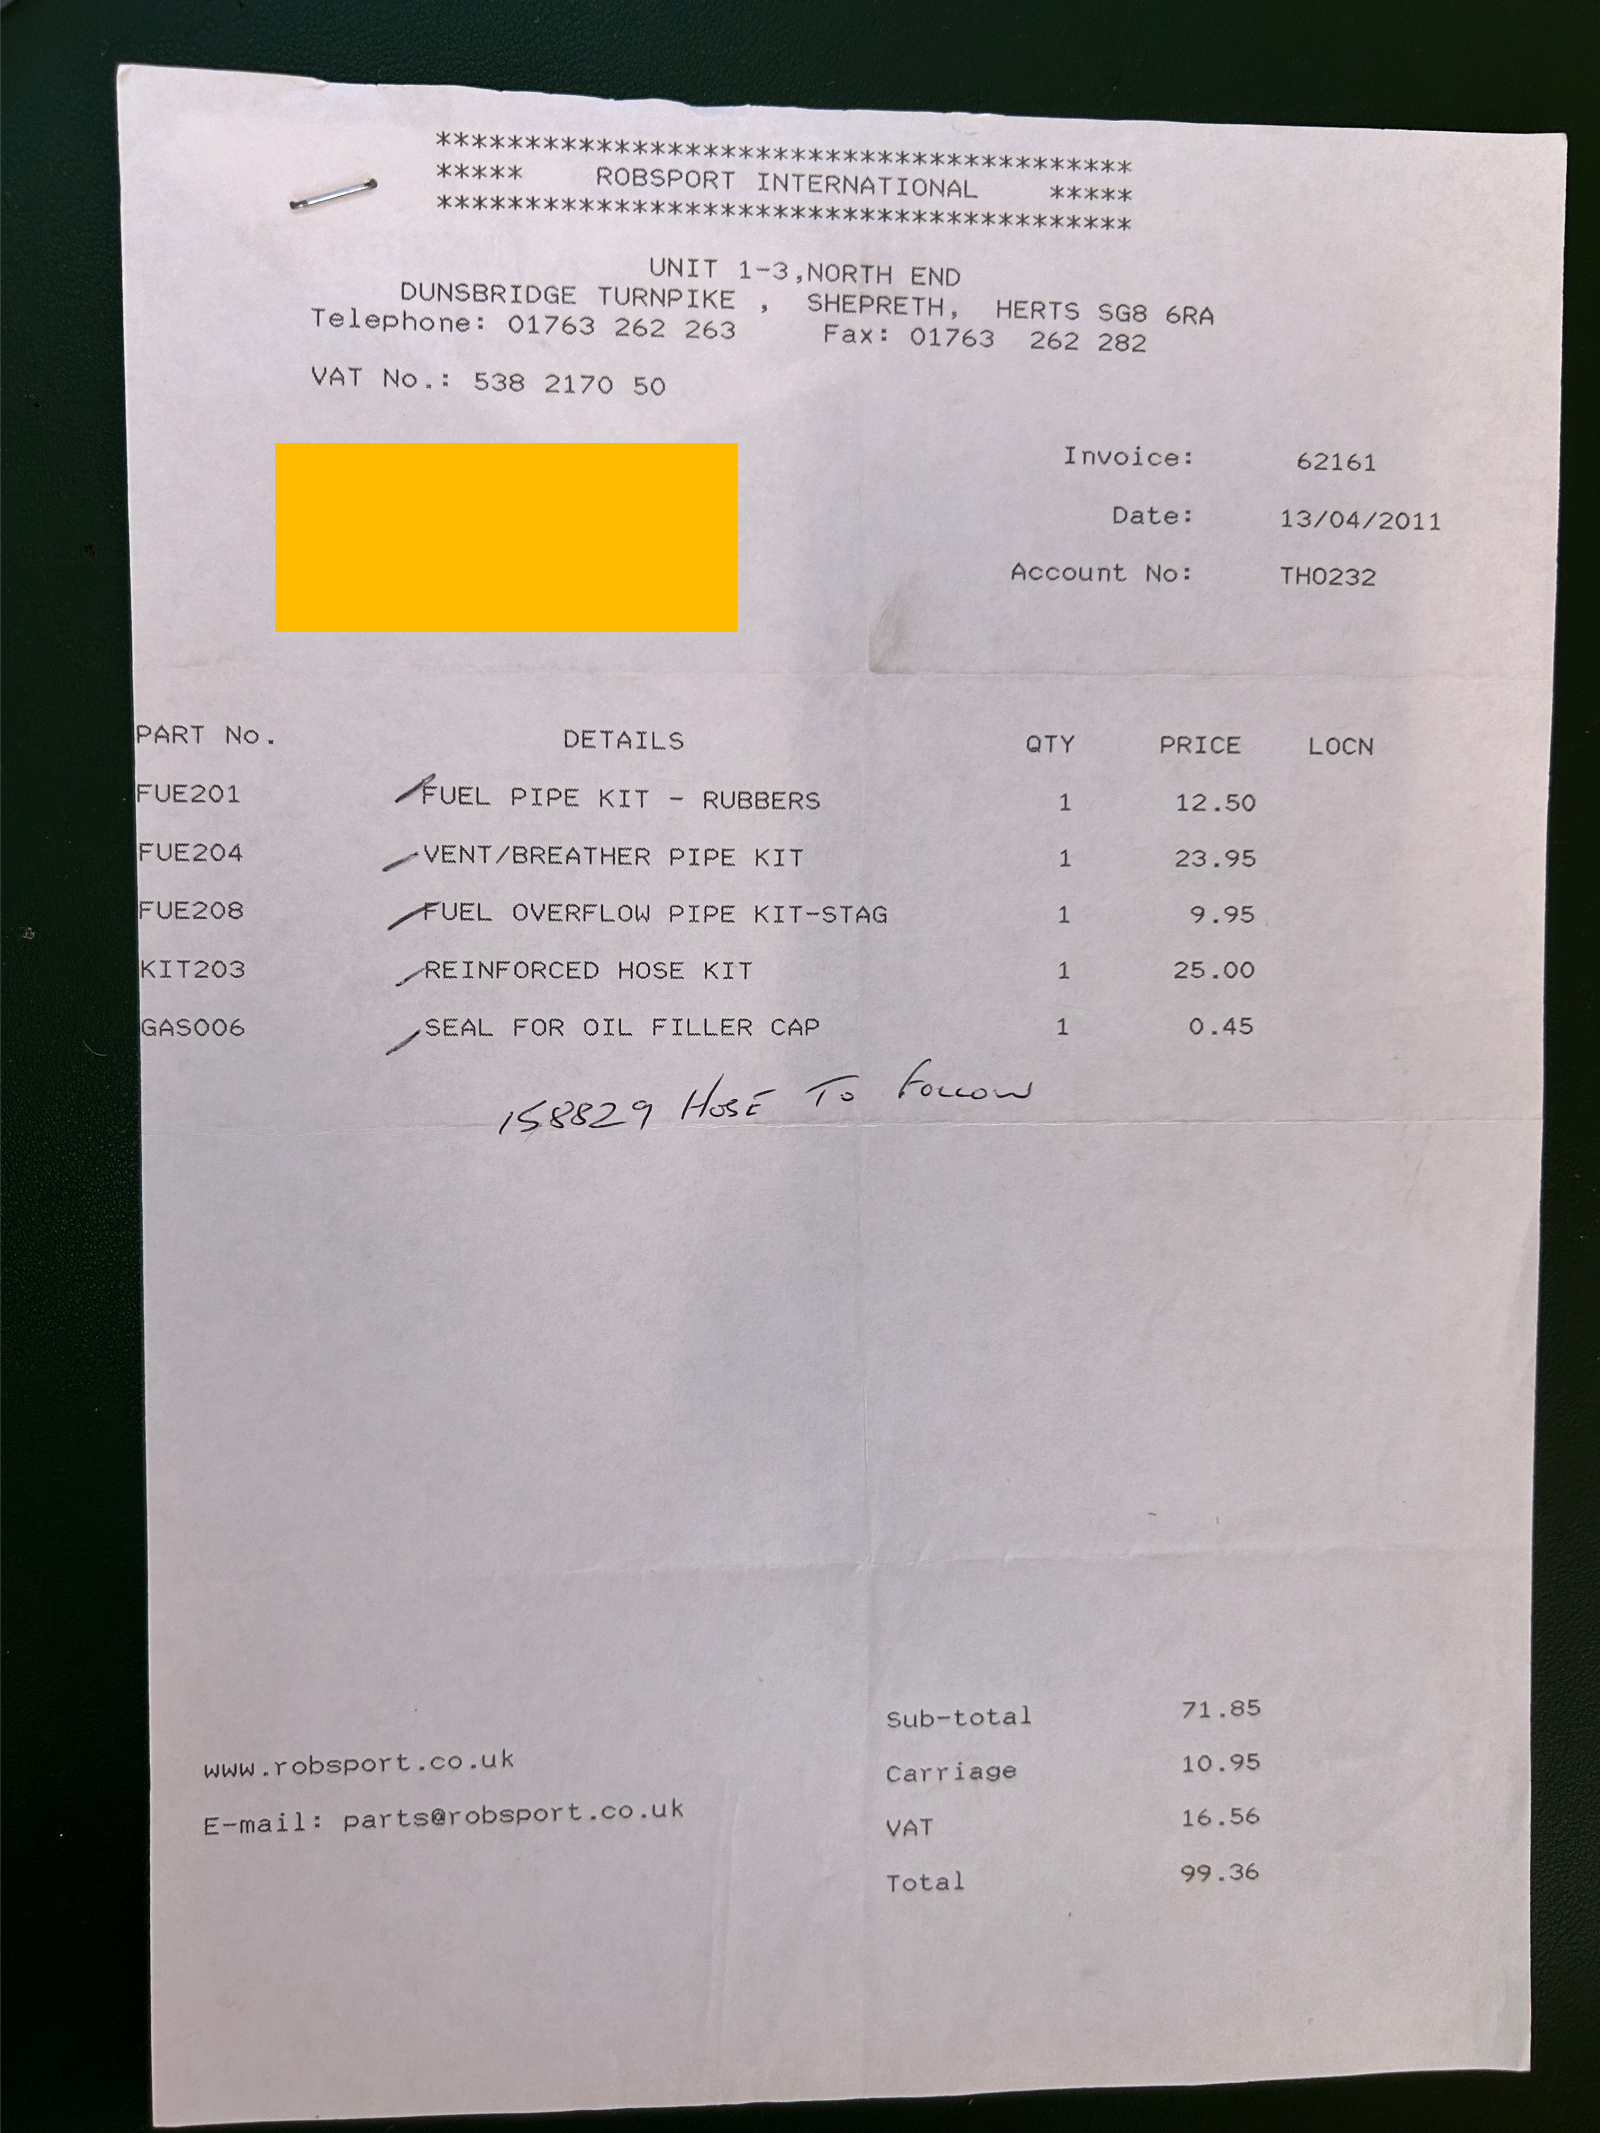 ****************************************
***** ROBSPORT INTERNATIONAL *****
****************************************
UNIT 1-3,NORTH END
DUNSBRIDGE TURNPIKE , SHEPRETH, HERTS SG8 6RA
Telephone: 01763 262 263 Fax: 01763 262 282
VAT No.: 538 2170 50
Invoice: 62161
Date: 13/04/2011
Account No: TH0232
PART No. DETAILS QTY PRICE LOCN
FUE201 FUEL PIPE KIT - RUBBERS 1 12.50
FUE204 VENT/BREATHER PIPE KIT 1 23.95
FUE208 FUEL OVERFLOW PIPE KIT-STAG 1 9.95
KIT203 REINFORCED HOSE KIT 1 25.00
GAS006 SEAL FOR OIL FILLER CAP 1 0.45
158829 HOSE TO FOLLOW
Sub-total 71.85
www.robsport.co.uk
Carriage 10.95
E-mail: parts@robsport.co.uk
VAT 16.56
Total 99.36